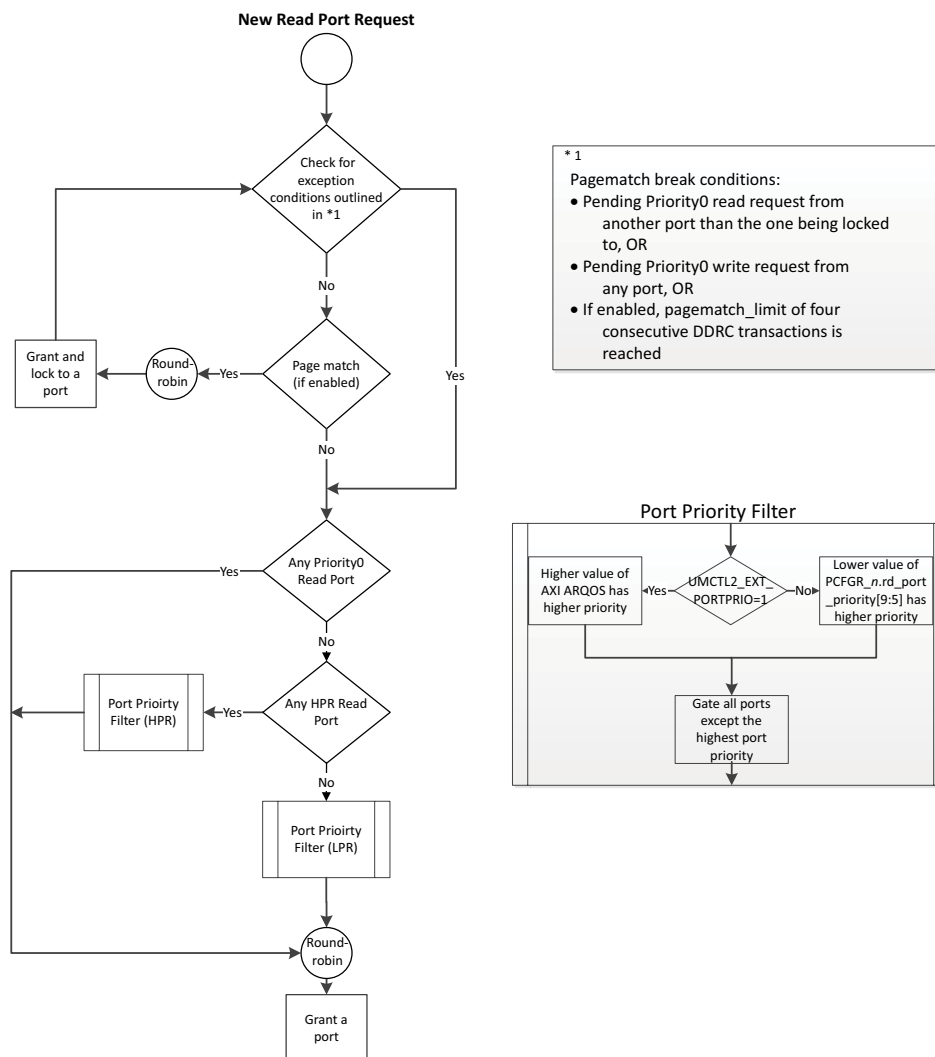 New Read Port Request
Check for
exception
conditions outlined
in *1
No
Page match
(if enabled)
Yes
Round-
robin
Grant and
lock to a
port
Yes
No
Any Priority0
Read Port
Yes
No
Any HPR Read
Port
Yes
Port Prioirty
Filter (HPR)
No
Port Prioirty
Filter (LPR)
Round-
robin
Grant a
port
* 1
Pagematch break conditions:
• Pending Priority0 read request from
another port than the one being locked
to, OR
• Pending Priority0 write request from
any port, OR
• If enabled, pagematch_limit of four
consecutive DDRC transactions is
reached
Port Priority Filter
UMCTL2_EXT_
PORTPRIO=1
Yes
Higher value of
AXI ARQOS has
higher priority
No
Lower value of
PCFGR_n.rd_port
_priority[9:5] has
higher priority
Gate all ports
except the
highest port
priority